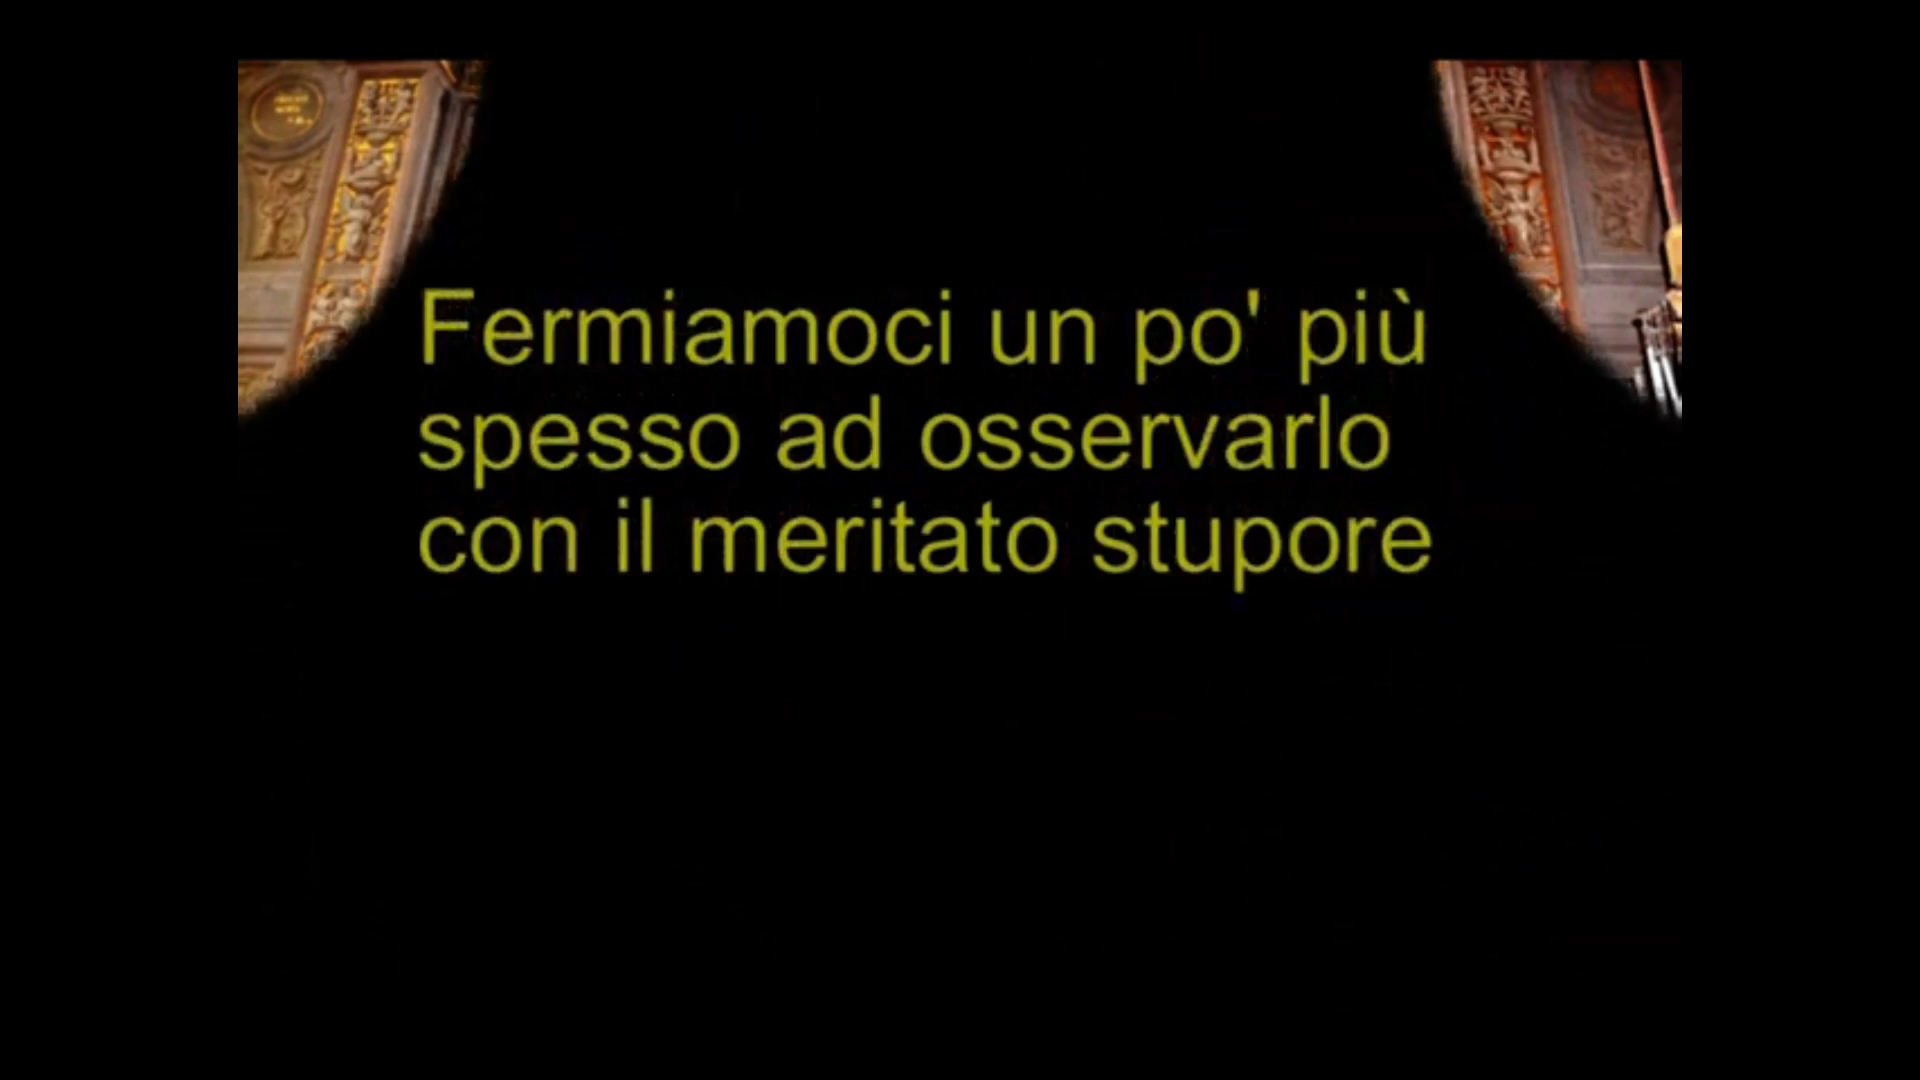 Fermiamoci un po' più
spesso ad osservarlo
con il meritato stupore